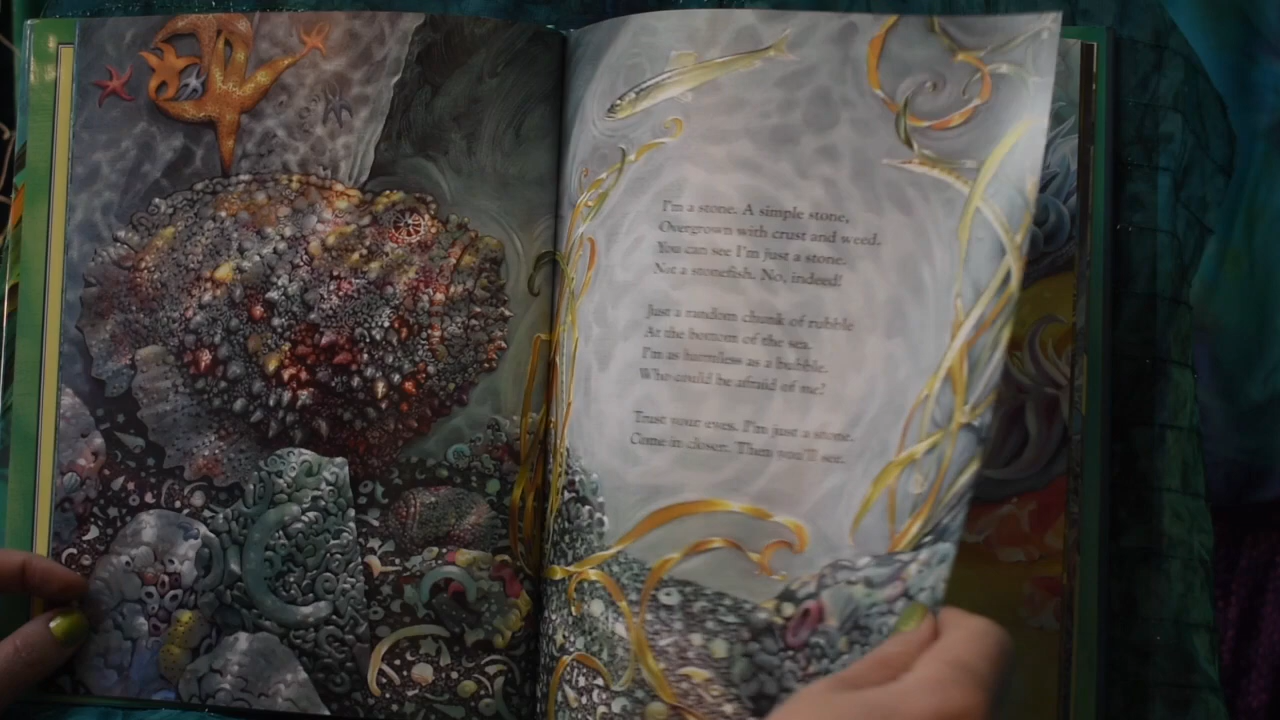 I'm a stone. A simple stone,
Overgrown with crust and weed.
You can see I'm just a stone.
Not a stonefish. No, indeed!
Just a random chunk of rubble
At the bottom of the sea.
I'm as harmless as a bubble.
Who could be afraid of me?
Trust your eyes. I'm just a stone.
Come in closer. Then you'll see.